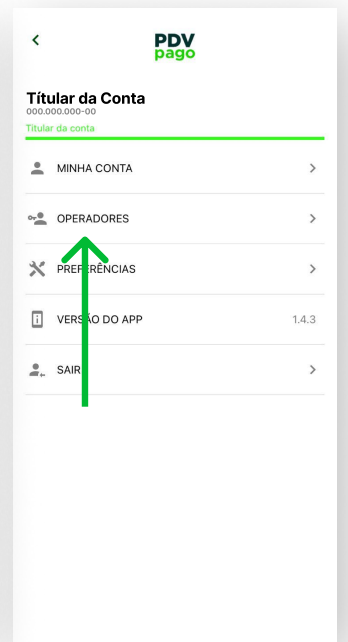 PDV
pago
Títular da Conta
000.000.000-00
Titular da conta
MINHA CONTA
OPERADORES
PREFERÊNCIAS
VERSÃO DO APP 1.4.3
SAIR